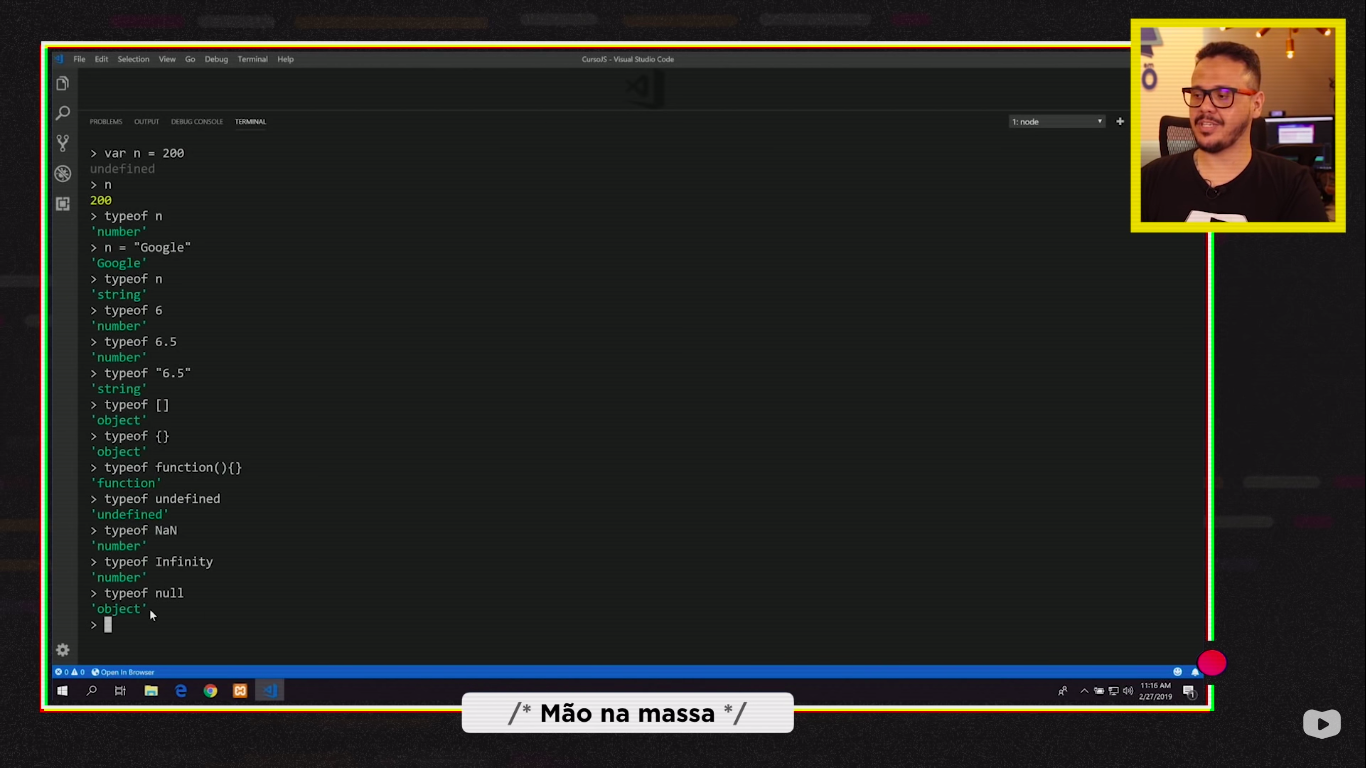 File Edit Selection View Go Debug Terminal Help
CursoJS - Visual Studio Code
PROBLEMS OUTPUT DEBUG CONSOLE TERMINAL
1: node
> var n = 200
undefined
> n
200
> typeof n
'number'
> n = "Google"
'Google'
> typeof n
'string'
> typeof 6
'number'
> typeof 6.5
'number'
> typeof "6.5"
'string'
> typeof []
'object'
> typeof {}
'object'
> typeof function(){}
'function'
> typeof undefined
'undefined'
> typeof NaN
'number'
> typeof Infinity
'number'
> typeof null
'object'
>
0 0 Open In Browser
11:16 AM
2/27/2019
/* Mão na massa */